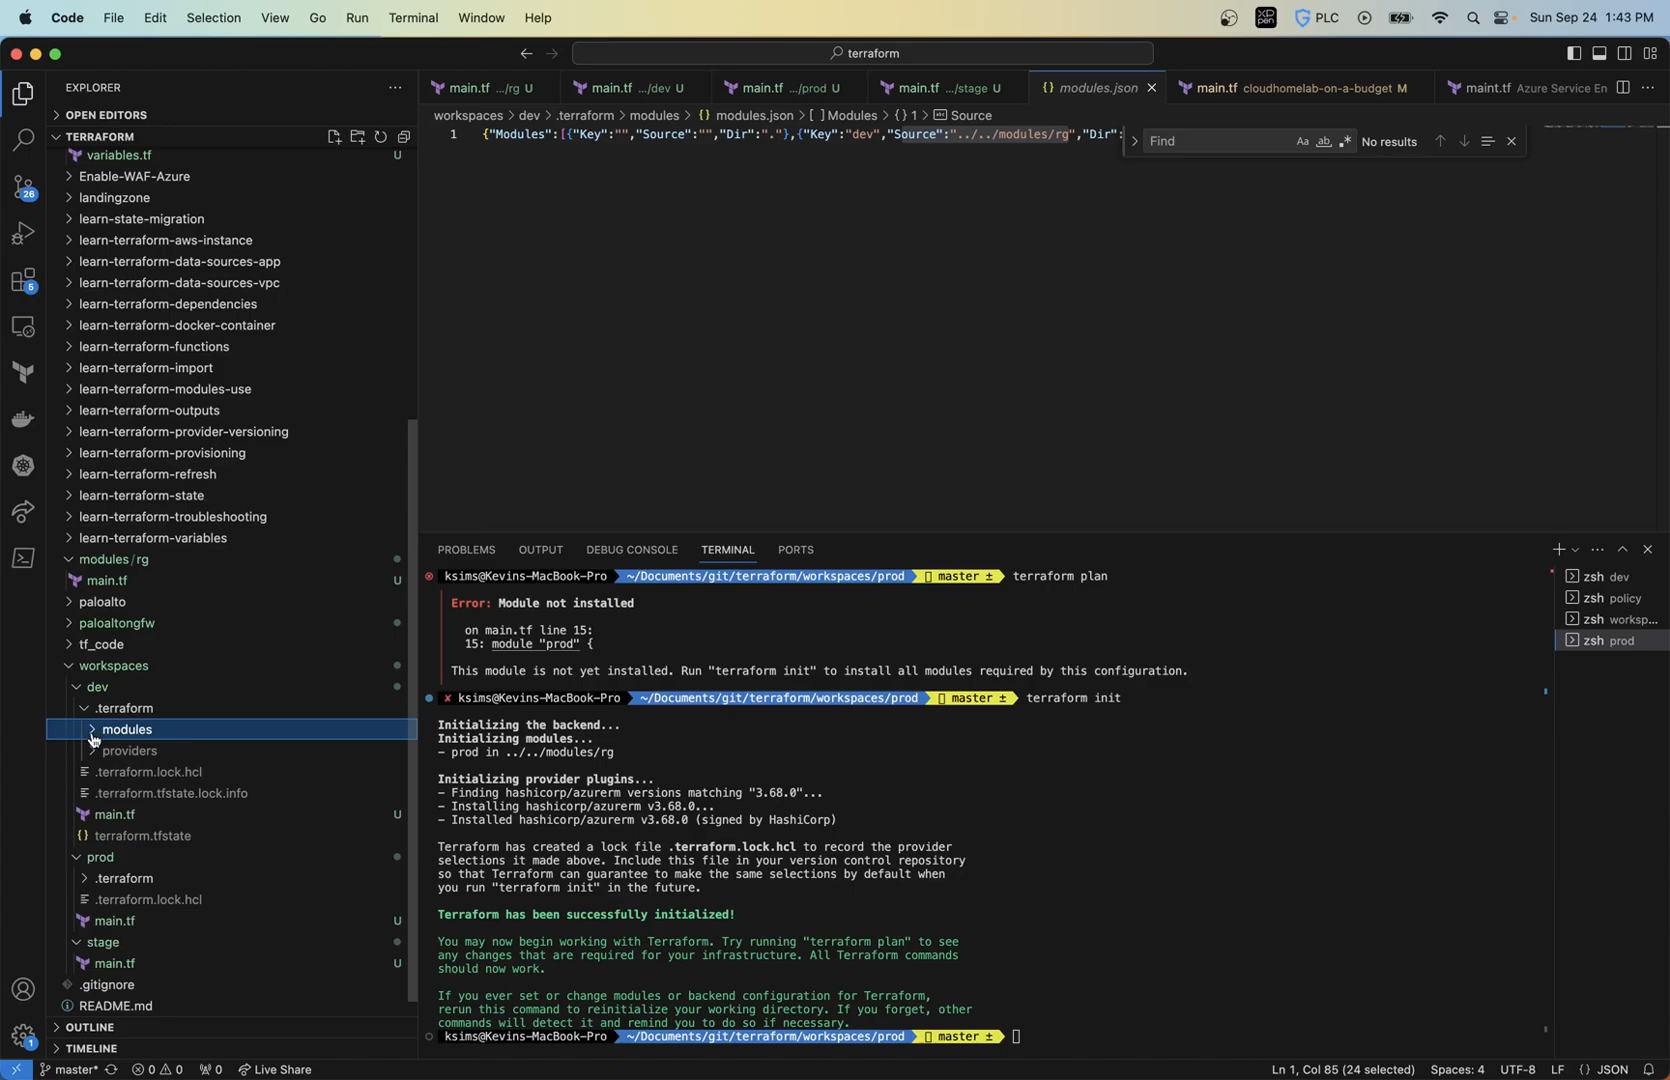 Code File Edit Selection View Go Run Terminal Window Help
XP PEN PLC Sun Sep 24 1:43 PM
terraform
EXPLORER
OPEN EDITORS
TERRAFORM
variables.tf U
Enable-WAF-Azure
landingzone
learn-state-migration
learn-terraform-aws-instance
learn-terraform-data-sources-app
learn-terraform-data-sources-vpc
learn-terraform-dependencies
learn-terraform-docker-container
learn-terraform-functions
learn-terraform-import
learn-terraform-modules-use
learn-terraform-outputs
learn-terraform-provider-versioning
learn-terraform-provisioning
learn-terraform-refresh
learn-terraform-state
learn-terraform-troubleshooting
learn-terraform-variables
modules / rg
main.tf U
paloalto
paloaltongfw
tf_code
workspaces
dev
.terraform
modules
providers
.terraform.lock.hcl
.terraform.tfstate.lock.info
main.tf U
terraform.tfstate
prod
.terraform
.terraform.lock.hcl
main.tf U
stage
main.tf U
.gitignore
README.md
OUTLINE
TIMELINE
26
5
1
main.tf .../rg U main.tf .../dev U main.tf .../prod U main.tf .../stage U {} modules.json main.tf cloudhomelab-on-a-budget M maint.tf Azure Service En
workspaces > dev > .terraform > modules > {} modules.json > [ ] Modules > {} 1 > Source
1 {"Modules":[{"Key":"","Source":"","Dir":"."},{"Key":"dev","Source":"../../modules/rg","Dir":
Find Aa ab .* No results
PROBLEMS OUTPUT DEBUG CONSOLE TERMINAL PORTS
ksims@Kevins-MacBook-Pro ~/Documents/git/terraform/workspaces/prod master ± terraform plan
Error: Module not installed
on main.tf line 15:
15: module "prod" {
This module is not yet installed. Run "terraform init" to install all modules required by this configuration.
✘ ksims@Kevins-MacBook-Pro ~/Documents/git/terraform/workspaces/prod master ± terraform init
Initializing the backend...
Initializing modules...
- prod in ../../modules/rg
Initializing provider plugins...
- Finding hashicorp/azurerm versions matching "3.68.0"...
- Installing hashicorp/azurerm v3.68.0...
- Installed hashicorp/azurerm v3.68.0 (signed by HashiCorp)
Terraform has created a lock file .terraform.lock.hcl to record the provider
selections it made above. Include this file in your version control repository
so that Terraform can guarantee to make the same selections by default when
you run "terraform init" in the future.
Terraform has been successfully initialized!
You may now begin working with Terraform. Try running "terraform plan" to see
any changes that are required for your infrastructure. All Terraform commands
should now work.
If you ever set or change modules or backend configuration for Terraform,
rerun this command to reinitialize your working directory. If you forget, other
commands will detect it and remind you to do so if necessary.
ksims@Kevins-MacBook-Pro ~/Documents/git/terraform/workspaces/prod master ±
zsh dev
zsh policy
zsh worksp...
zsh prod
master* 0 0 0 Live Share Ln 1, Col 85 (24 selected) Spaces: 4 UTF-8 LF {} JSON